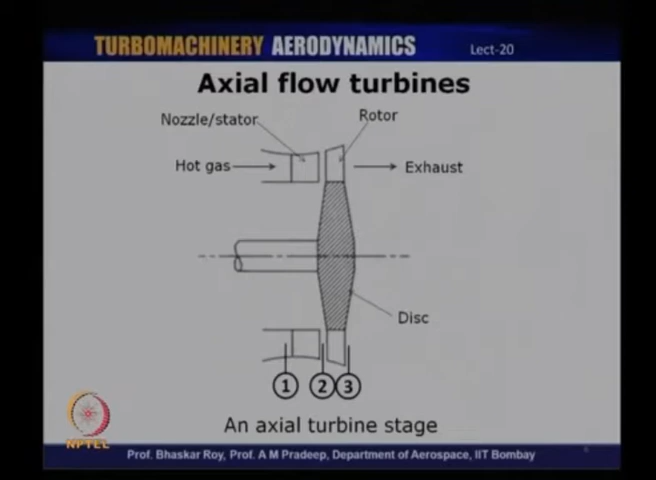 TURBOMACHINERY AERODYNAMICS Lect-20
Axial flow turbines
Nozzle/stator Rotor
Hot gas Exhaust
Disc
1 2 3
An axial turbine stage
NPTEL
Prof. Bhaskar Roy, Prof. A M Pradeep, Department of Aerospace, IIT Bombay